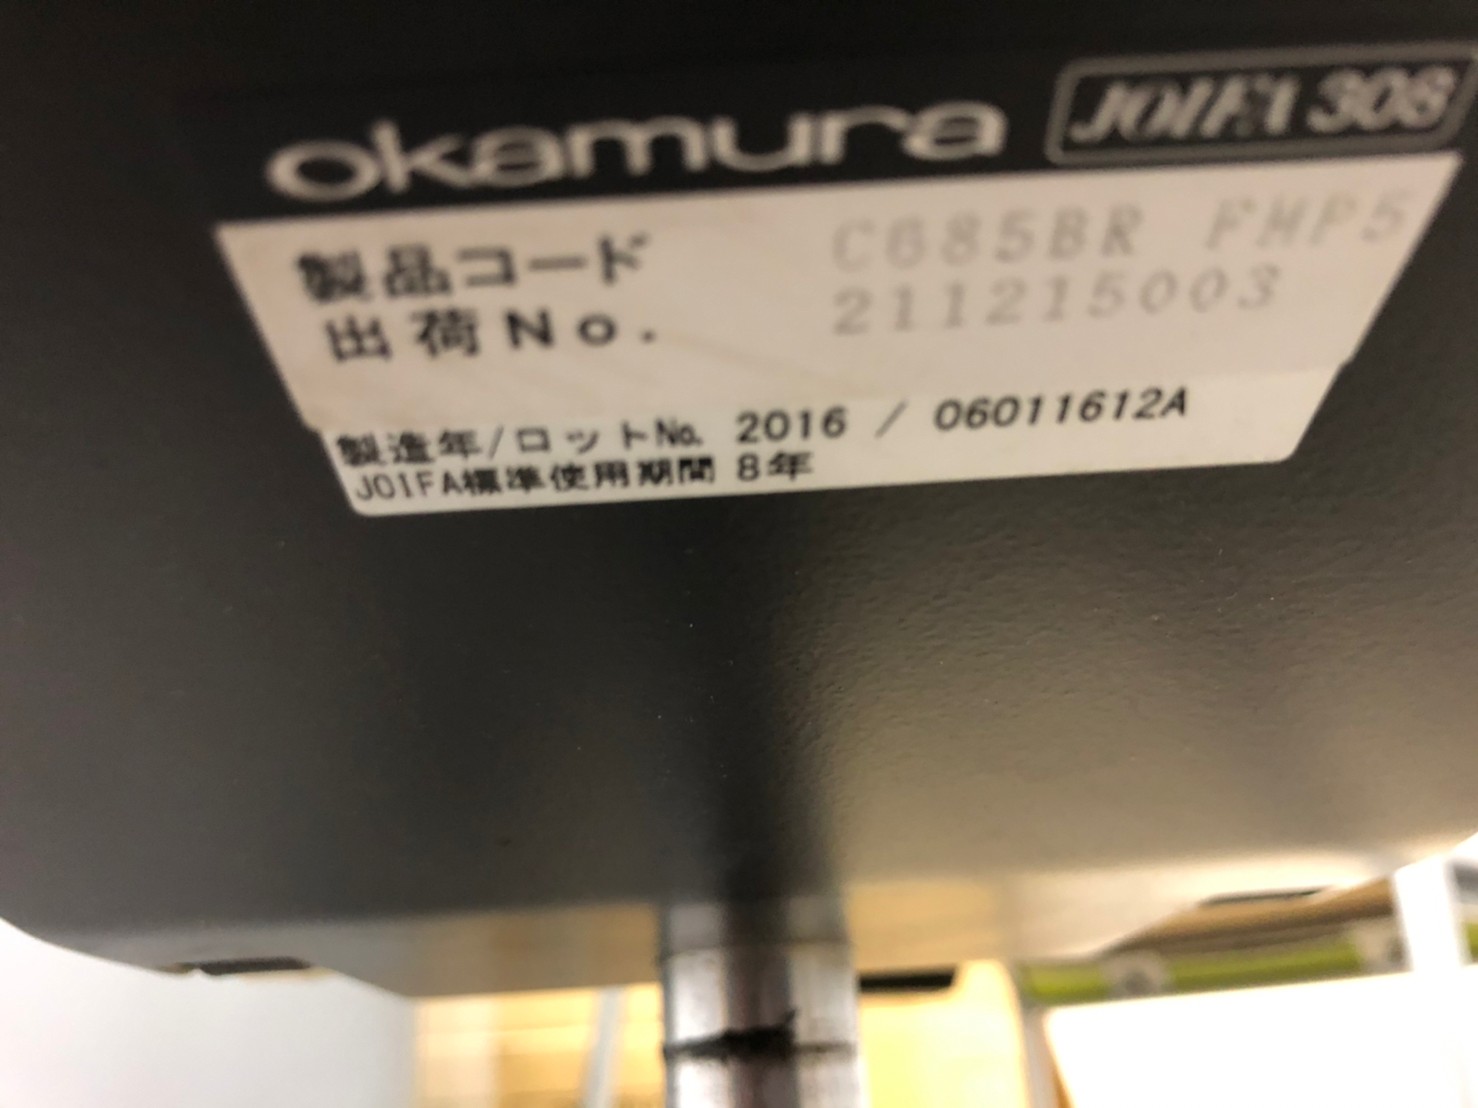 okamura JOIFA 308
製品コード C685BR FMP5
出荷No. 211215003
製造年/ロット№ 2016 / 06011612A
JOIFA標準使用期間 8年